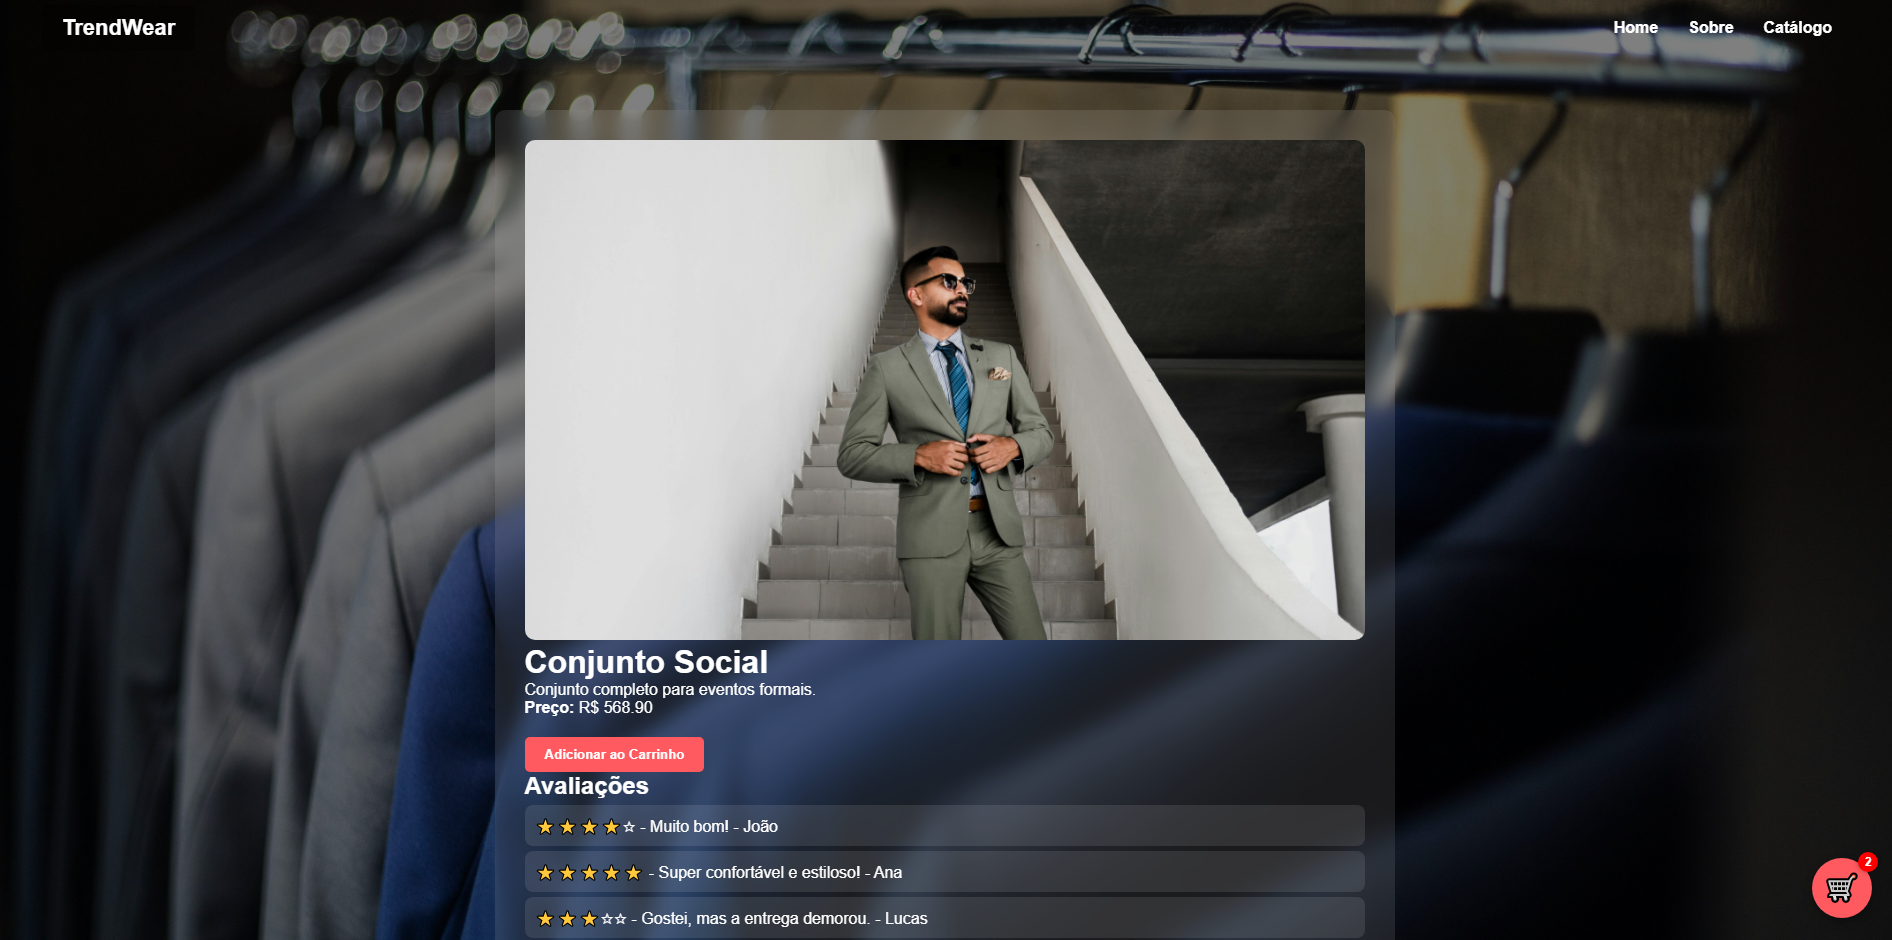 TrendWear
Home Sobre Catálogo
Conjunto Social
Conjunto completo para eventos formais.
Preço: R$ 568.90
Adicionar ao Carrinho
Avaliações
★★★★☆ - Muito bom! - João
★★★★★ - Super confortável e estiloso! - Ana
★★★☆☆ - Gostei, mas a entrega demorou. - Lucas
2